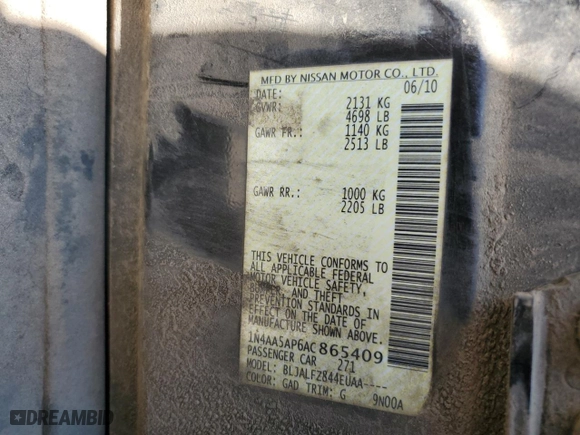 MFD BY NISSAN MOTOR CO., LTD.
DATE: 06/10
GVWR: 2131 KG
4698 LB
GAWR FR.: 1140 KG
2513 LB
GAWR RR.: 1000 KG
2205 LB
THIS VEHICLE CONFORMS TO
ALL APPLICABLE FEDERAL
MOTOR VEHICLE SAFETY,
AND THEFT
PREVENTION STANDARDS IN
EFFECT ON THE DATE OF
MANUFACTURE SHOWN ABOVE.
1N4AA5AP6AC865409
PASSENGER CAR 271
MODEL: BLJALFZ844EUAA----
COLOR: GAD TRIM: G 9N00A
DREAMBID